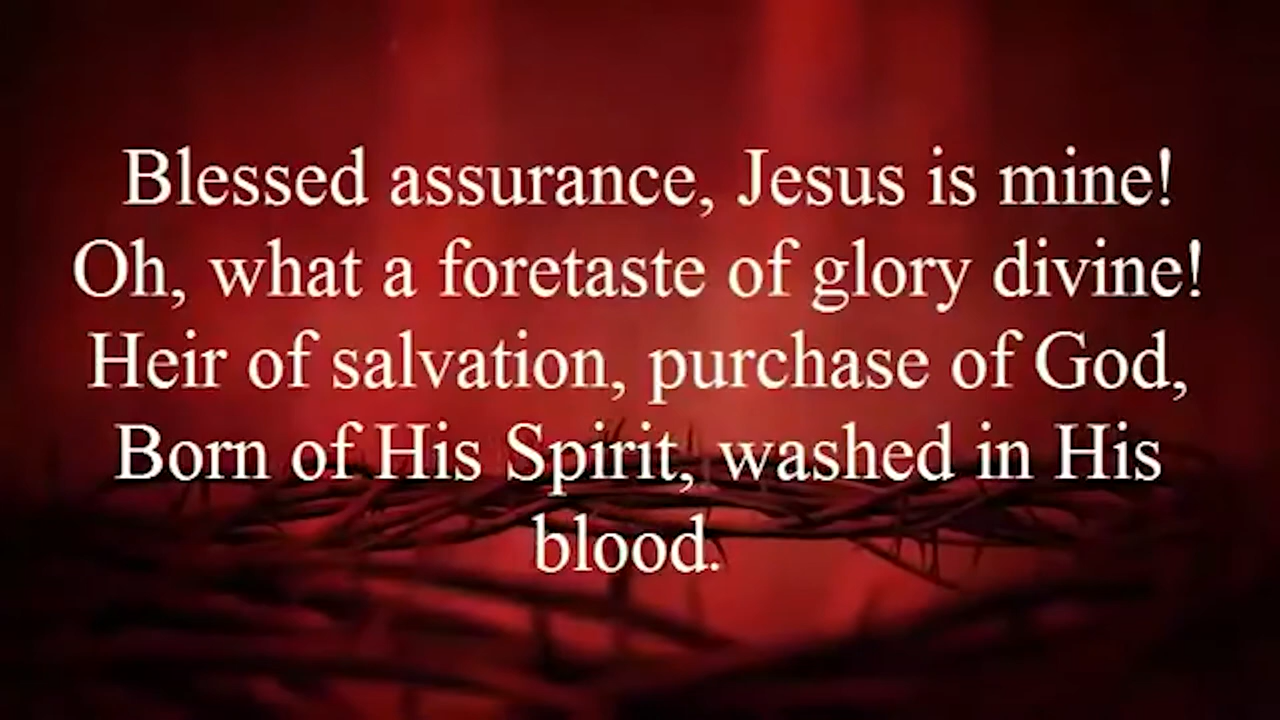 Blessed assurance, Jesus is mine!
Oh, what a foretaste of glory divine!
Heir of salvation, purchase of God,
Born of His Spirit, washed in His
blood.